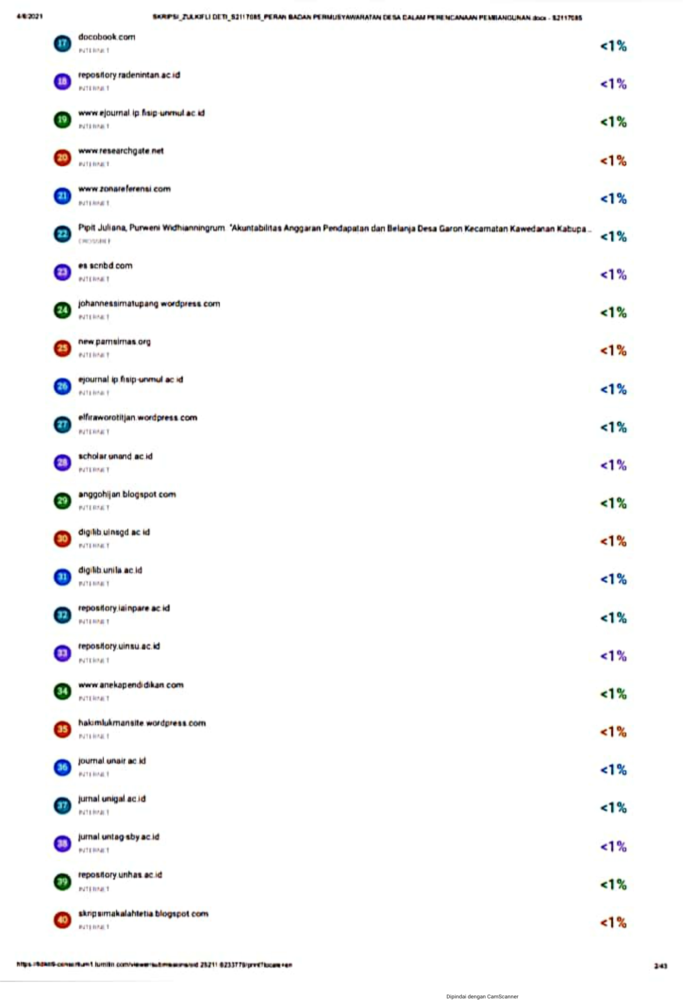 4/6/2021 SKRIPSI_ZULKIFLI DETI_S2117085_PERAN BADAN PERMUSYAWARATAN DESA DALAM PERENCANAAN PEMBANGUNAN.docx - S2117085
17 docobook.com <1%
INTERNET
18 repository.radenintan.ac.id <1%
INTERNET
19 www.ejournal.ip.fisip-unmul.ac.id <1%
INTERNET
20 www.researchgate.net <1%
INTERNET
21 www.zonareferensi.com <1%
INTERNET
22 Pipit Juliana, Purweni Widhianningrum. "Akuntabilitas Anggaran Pendapatan dan Belanja Desa Garon Kecamatan Kawedanan Kabupa... <1%
CROSSREF
23 es.scribd.com <1%
INTERNET
24 johannessimatupang.wordpress.com <1%
INTERNET
25 new.pamsimas.org <1%
INTERNET
26 ejournal.ip.fisip-unmul.ac.id <1%
INTERNET
27 elfiraworotitjan.wordpress.com <1%
INTERNET
28 scholar.unand.ac.id <1%
INTERNET
29 anggohijan.blogspot.com <1%
INTERNET
30 digilib.uinsgd.ac.id <1%
INTERNET
31 digilib.unila.ac.id <1%
INTERNET
32 repository.iainpare.ac.id <1%
INTERNET
33 repository.uinsu.ac.id <1%
INTERNET
34 www.anekapendidikan.com <1%
INTERNET
35 hakimlukmansite.wordpress.com <1%
INTERNET
36 journal.unair.ac.id <1%
INTERNET
37 jurnal.unigal.ac.id <1%
INTERNET
38 jurnal.untag-sby.ac.id <1%
INTERNET
39 repository.unhas.ac.id <1%
INTERNET
40 skripsimakalahtetia.blogspot.com <1%
INTERNET
2/43
Dipindai dengan CamScanner